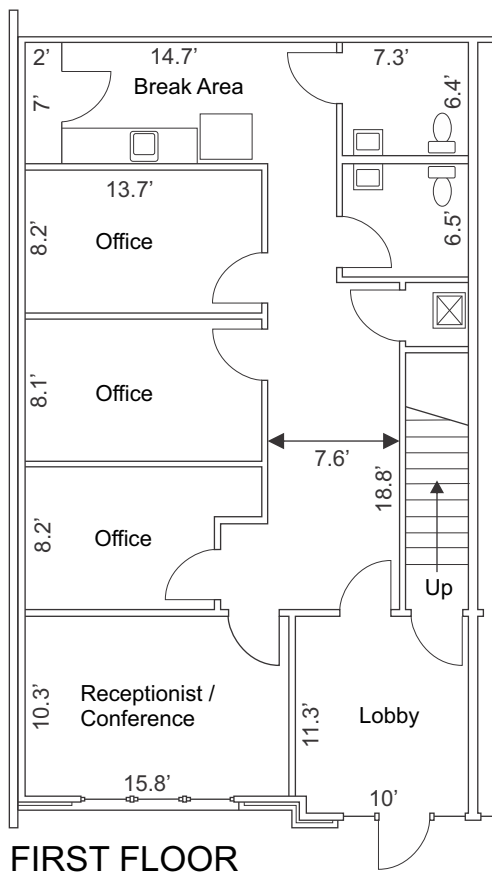 2’
14.7’
7.3’
Break Area
7’
6.4’
13.7’
8.2’
Office
6.5’
8.1’
Office
7.6’
18.8’
8.2’
Office
Up
10.3’
Receptionist /
Conference
11.3’
Lobby
15.8’
10’
FIRST FLOOR